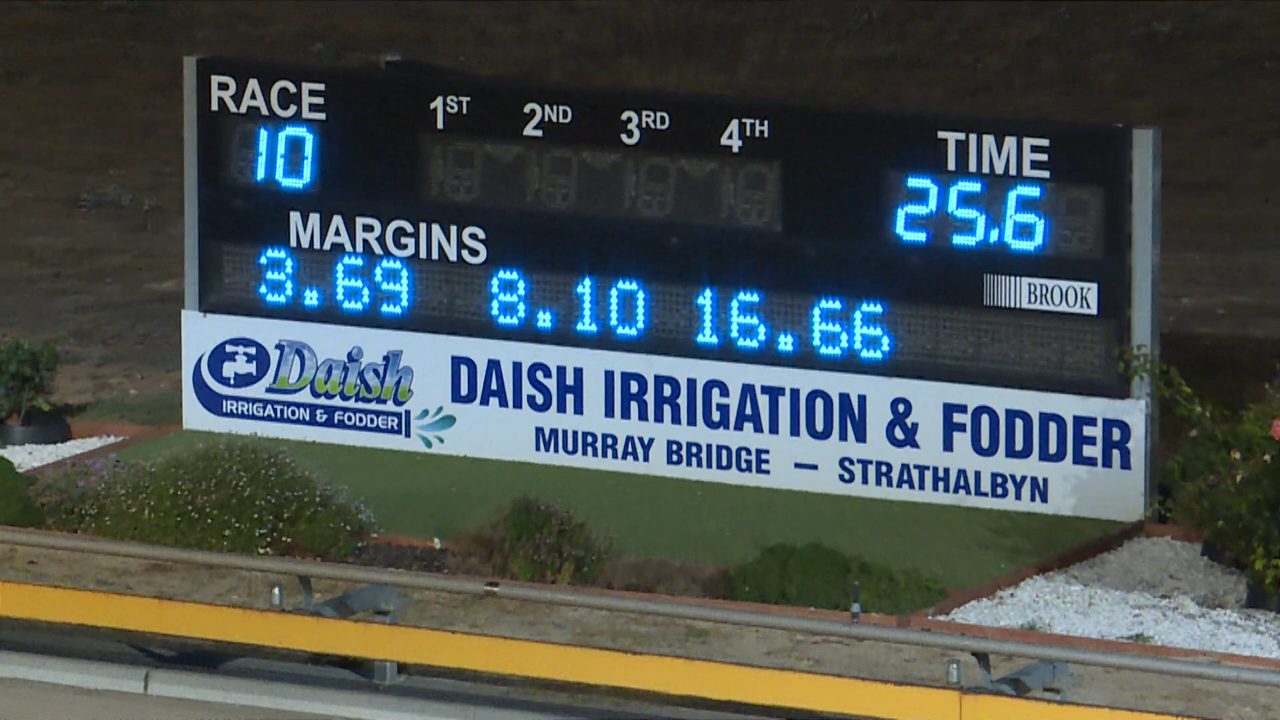 RACE 1ST 2ND 3RD 4TH TIME
10 25.6
MARGINS
3.69 8.10 16.66
BROOK
Daish
IRRIGATION & FODDER
DAISH IRRIGATION & FODDER
MURRAY BRIDGE – STRATHALBYN